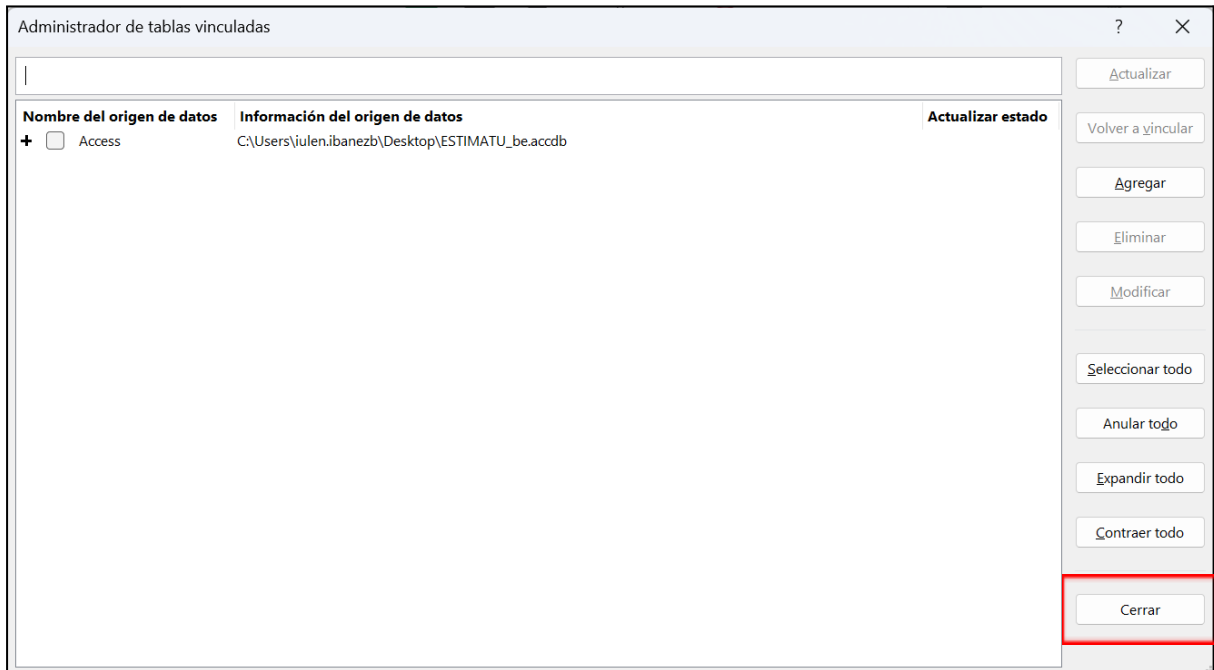 Administrador de tablas vinculadas
?
Actualizar
Nombre del origen de datos Información del origen de datos Actualizar estado
Access C:\Users\iulen.ibanezb\Desktop\ESTIMATU_be.accdb
Volver a vincular
Agregar
Eliminar
Modificar
Seleccionar todo
Anular todo
Expandir todo
Contraer todo
Cerrar